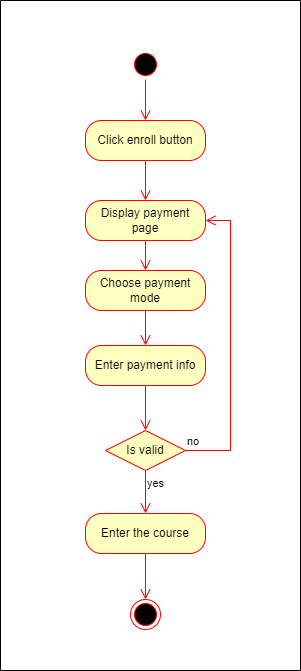 Click enroll button
Display payment
page
Choose payment
mode
Enter payment info
Is valid
no
yes
Enter the course